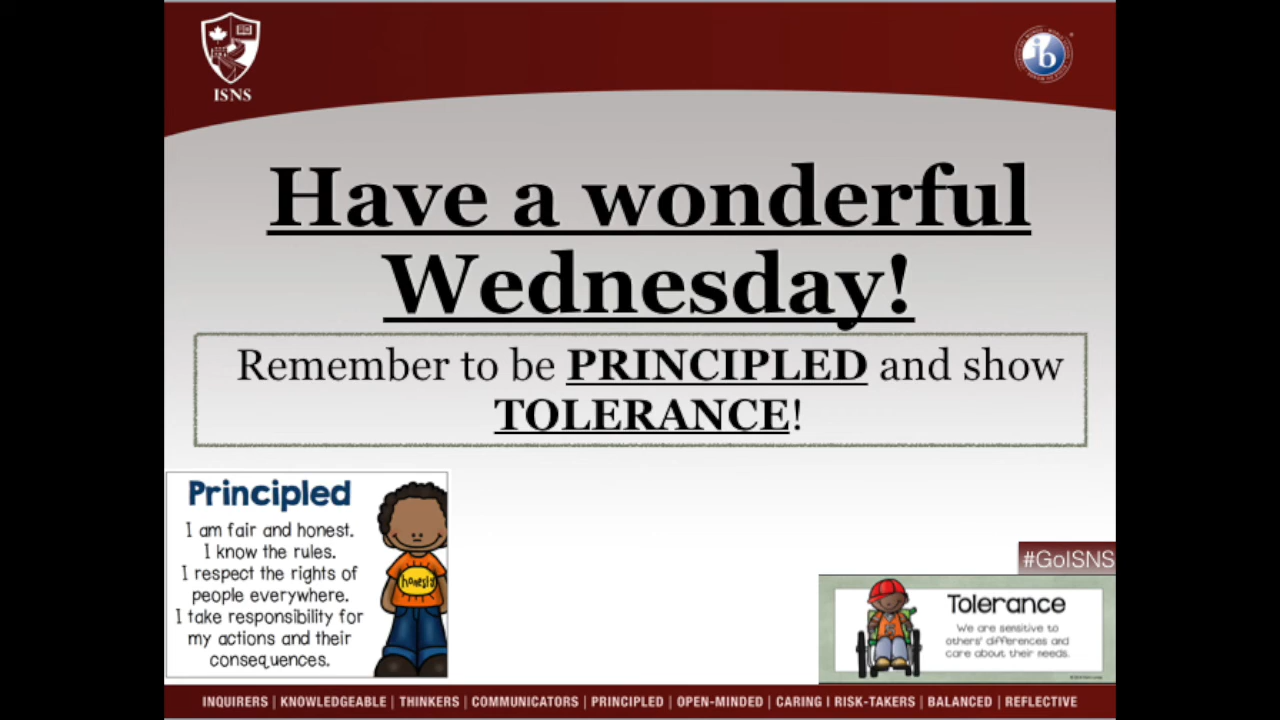 ISNS
ib
Have a wonderful
Wednesday!
Remember to be PRINCIPLED and show
TOLERANCE!
Principled
I am fair and honest.
I know the rules.
I respect the rights of
people everywhere.
I take responsibility for
my actions and their
consequences.
honesty
#GoISNS
Tolerance
We are sensitive to
others' differences and
care about their needs.
INQUIRERS | KNOWLEDGEABLE | THINKERS | COMMUNICATORS | PRINCIPLED | OPEN-MINDED | CARING I RISK-TAKERS | BALANCED | REFLECTIVE